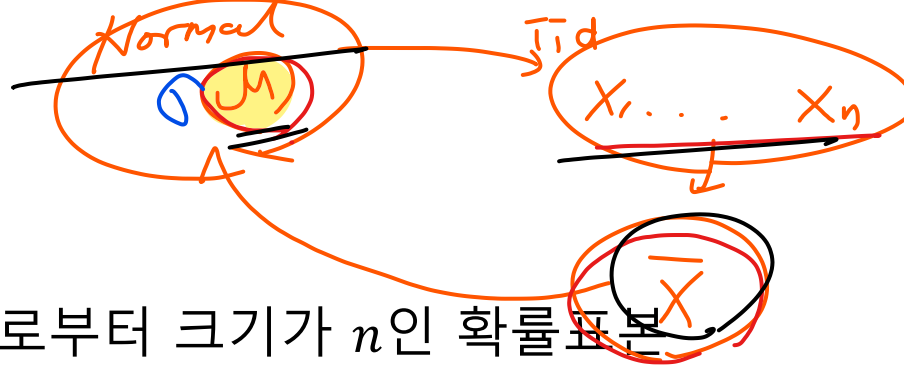 Normal
iid
σ μ
X₁ . . . . Xₙ
X̄
로부터 크기가 n인 확률표본